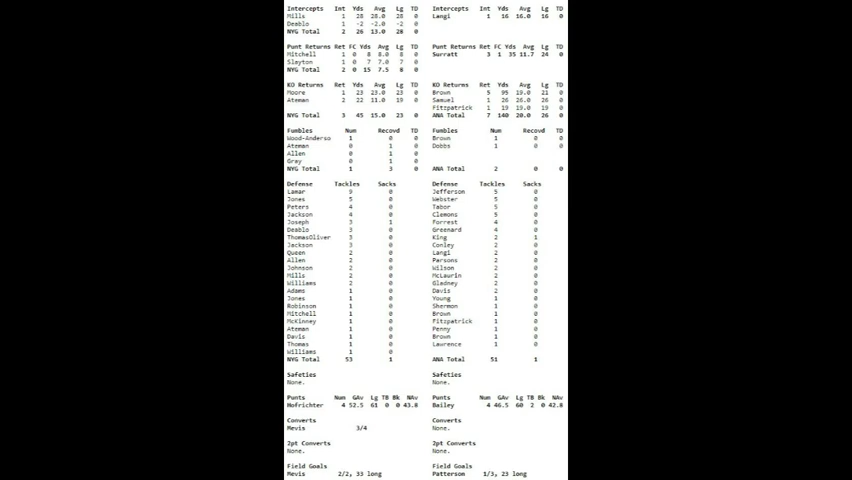 Intercepts Int Yds Avg Lg TD Intercepts Int Yds Avg Lg TD
Mills 1 28 28.0 28 0 Langi 1 16 16.0 16 0
Deablo 1 -2 -2.0 -2 0
NYG Total 2 26 13.0 28 0
Punt Returns Ret FC Yds Avg Lg TD Punt Returns Ret FC Yds Avg Lg TD
Mitchell 1 0 8 8.0 8 0 Surratt 3 1 35 11.7 24 0
Slayton 1 0 7 7.0 7 0
NYG Total 2 0 15 7.5 8 0
KO Returns Ret Yds Avg Lg TD KO Returns Ret Yds Avg Lg TD
Moore 1 23 23.0 23 0 Brown 5 95 19.0 21 0
Ateman 2 22 11.0 19 0 Samuel 1 26 26.0 26 0
Fitzpatrick 1 19 19.0 19 0
NYG Total 3 45 15.0 23 0 ANA Total 7 140 20.0 26 0
Fumbles Num Recovd TD Fumbles Num Recovd TD
Wood-Anderso 1 0 0 Brown 1 0 0
Ateman 0 1 0 Dobbs 1 0 0
Allen 0 1 0
Gray 0 1 0
NYG Total 1 3 0 ANA Total 2 0 0
Defense Tackles Sacks Defense Tackles Sacks
Lamar 9 0 Jefferson 5 0
Jones 5 0 Webster 5 0
Peters 4 0 Tabor 5 0
Jackson 4 0 Clemons 5 0
Joseph 3 1 Forrest 4 0
Deablo 3 0 Greenard 4 0
ThomasOliver 3 0 King 2 1
Jackson 3 0 Conley 2 0
Queen 2 0 Langi 2 0
Allen 2 0 Parsons 2 0
Johnson 2 0 Wilson 2 0
Mills 2 0 McLaurin 2 0
Williams 2 0 Gladney 2 0
Adams 1 0 Davis 2 0
Jones 1 0 Young 1 0
Robinson 1 0 Shermon 1 0
Mitchell 1 0 Brown 1 0
McKinney 1 0 Fitzpatrick 1 0
Ateman 1 0 Penny 1 0
Davis 1 0 Brown 1 0
Thomas 1 0 Lawrence 1 0
Williams 1 0
NYG Total 53 1 ANA Total 51 1
Safeties Safeties
None. None.
Punts Num GAv Lg TB Bk NAv Punts Num GAv Lg TB Bk NAv
Hofrichter 4 52.5 61 0 0 43.8 Bailey 4 46.5 60 2 0 42.8
Converts Converts
Mevis 3/4 None.
2pt Converts 2pt Converts
None. None.
Field Goals Field Goals
Mevis 2/2, 33 long Patterson 1/3, 23 long